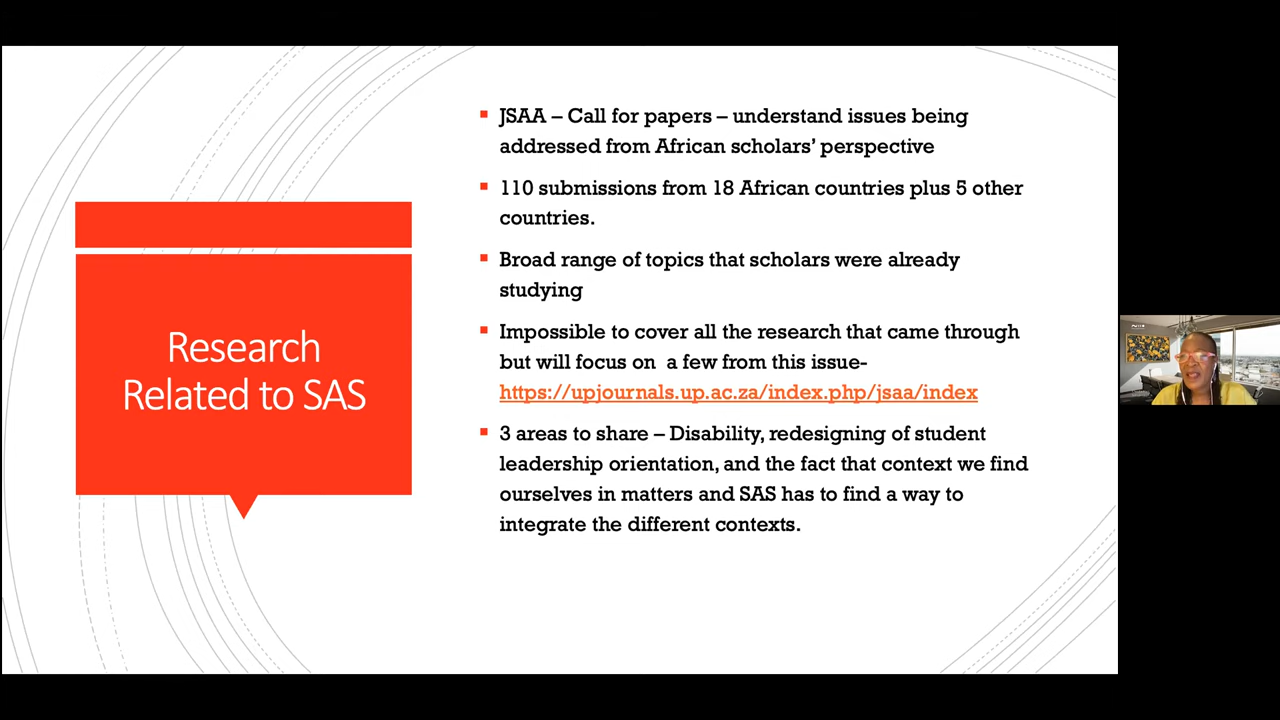 Research
Related to SAS
JSAA – Call for papers – understand issues being
addressed from African scholars’ perspective
110 submissions from 18 African countries plus 5 other
countries.
Broad range of topics that scholars were already
studying
Impossible to cover all the research that came through
but will focus on  a few from this issue-
https://upjournals.up.ac.za/index.php/jsaa/index
3 areas to share – Disability, redesigning of student
leadership orientation, and the fact that context we find
ourselves in matters and SAS has to find a way to
integrate the different contexts.